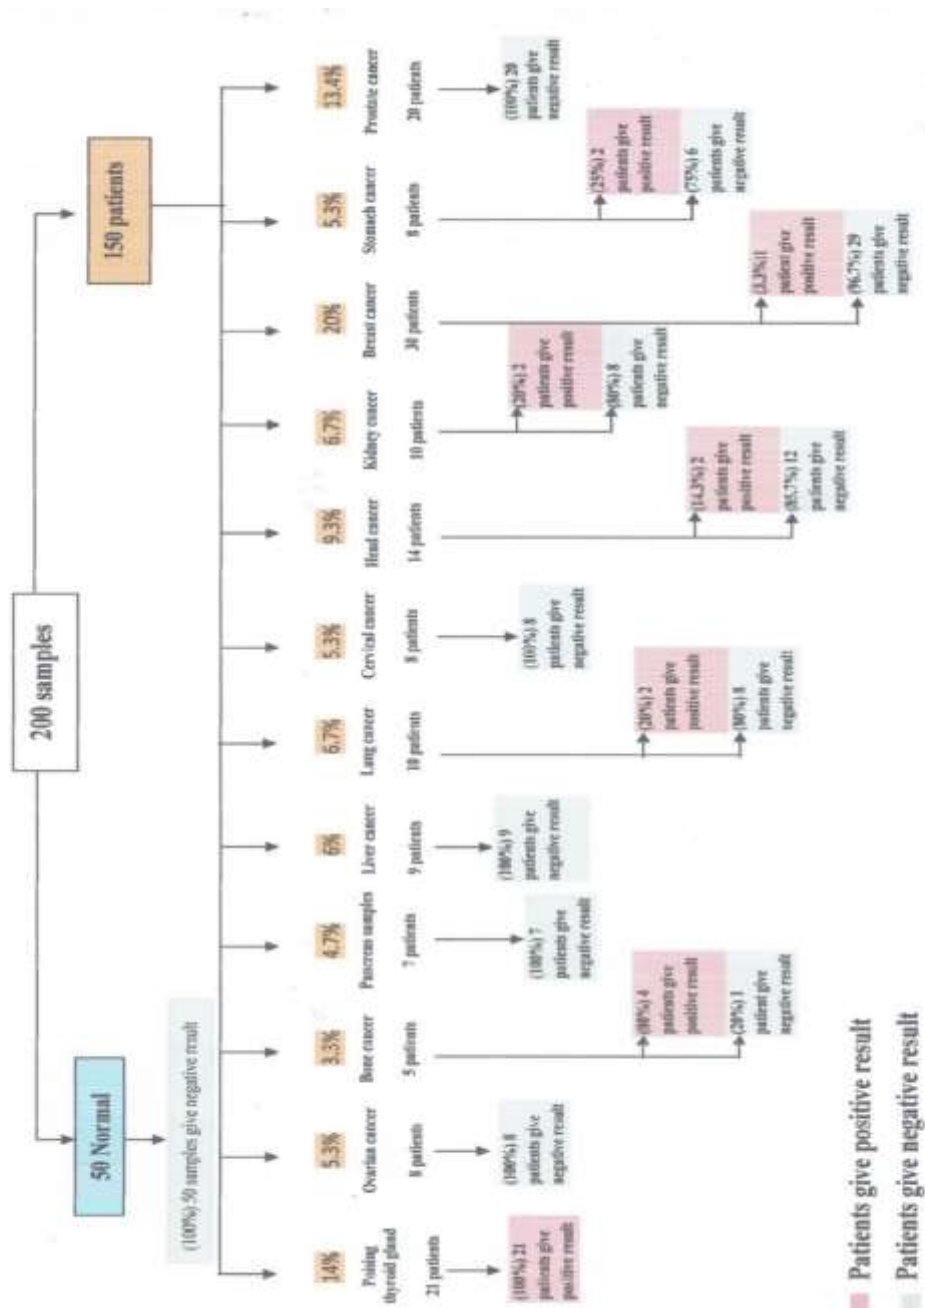 200 samples
50 Normal
150 patients
(100%) 50 samples give negative result
14%
Poising
thyroid gland
21 patients
(100%) 21
patients give
positive result
5.3%
Ovarian cancer
8 patients
(100%) 8
patients give
negative result
3.3%
Bone cancer
5 patients
(80%) 4
patients give
positive result
(20%) 1
patient give
negative result
4.7%
Pancreas samples
7 patients
(100%) 7
patients give
negative result
6%
Liver cancer
9 patients
(100%) 9
patients give
negative result
6.7%
Lung cancer
10 patients
(20%) 2
patients give
positive result
(80%) 8
patients give
negative result
5.3%
Cervical cancer
8 patients
(100%) 8
patients give
negative result
9.3%
Head cancer
14 patients
(14.3%) 2
patients give
positive result
(85.7%) 12
patients give
negative result
6.7%
Kidney cancer
10 patients
(20%) 2
patients give
positive result
(80%) 8
patients give
negative result
20%
Breast cancer
30 patients
(3.3%) 1
patient give
positive result
(96.7%) 29
patients give
negative result
5.3%
Stomach cancer
8 patients
(25%) 2
patients give
positive result
(75%) 6
patients give
negative result
13.4%
Prostate cancer
20 patients
(100%) 20
patients give
negative result
Patients give positive result
Patients give negative result